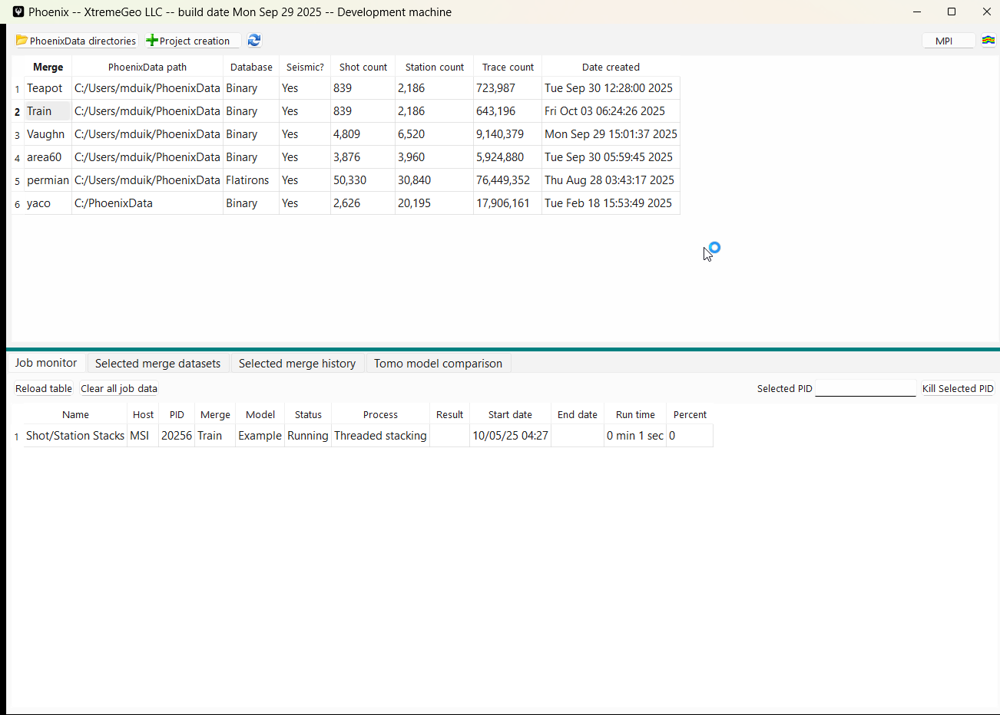 Phoenix -- XtremeGeo LLC -- build date Mon Sep 29 2025 -- Development machine
PhoenixData directories Project creation MPI
Merge PhoenixData path Database Seismic? Shot count Station count Trace count Date created
1 Teapot C:/Users/mduik/PhoenixData Binary Yes 839 2,186 723,987 Tue Sep 30 12:28:00 2025
2 Train C:/Users/mduik/PhoenixData Binary Yes 839 2,186 643,196 Fri Oct 03 06:24:26 2025
3 Vaughn C:/Users/mduik/PhoenixData Binary Yes 4,809 6,520 9,140,379 Mon Sep 29 15:01:37 2025
4 area60 C:/Users/mduik/PhoenixData Binary Yes 3,876 3,960 5,924,880 Tue Sep 30 05:59:45 2025
5 permian C:/Users/mduik/PhoenixData Flatirons Yes 50,330 30,840 76,449,352 Thu Aug 28 03:43:17 2025
6 yaco C:/PhoenixData Binary Yes 2,626 20,195 17,906,161 Tue Feb 18 15:53:49 2025
Job monitor Selected merge datasets Selected merge history Tomo model comparison
Reload table Clear all job data Selected PID Kill Selected PID
Name Host PID Merge Model Status Process Result Start date End date Run time Percent
1 Shot/Station Stacks MSI 20256 Train Example Running Threaded stacking 10/05/25 04:27 0 min 1 sec 0